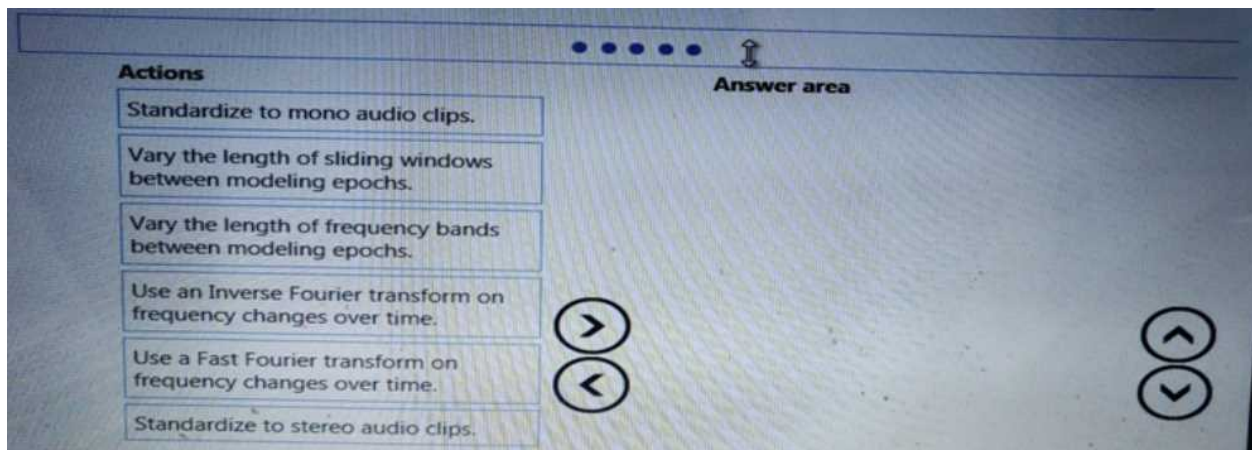 Actions
Answer area
Standardize to mono audio clips.
Vary the length of sliding windows
between modeling epochs.
Vary the length of frequency bands
between modeling epochs.
Use an Inverse Fourier transform on
frequency changes over time.
Use a Fast Fourier transform on
frequency changes over time.
Standardize to stereo audio clips.